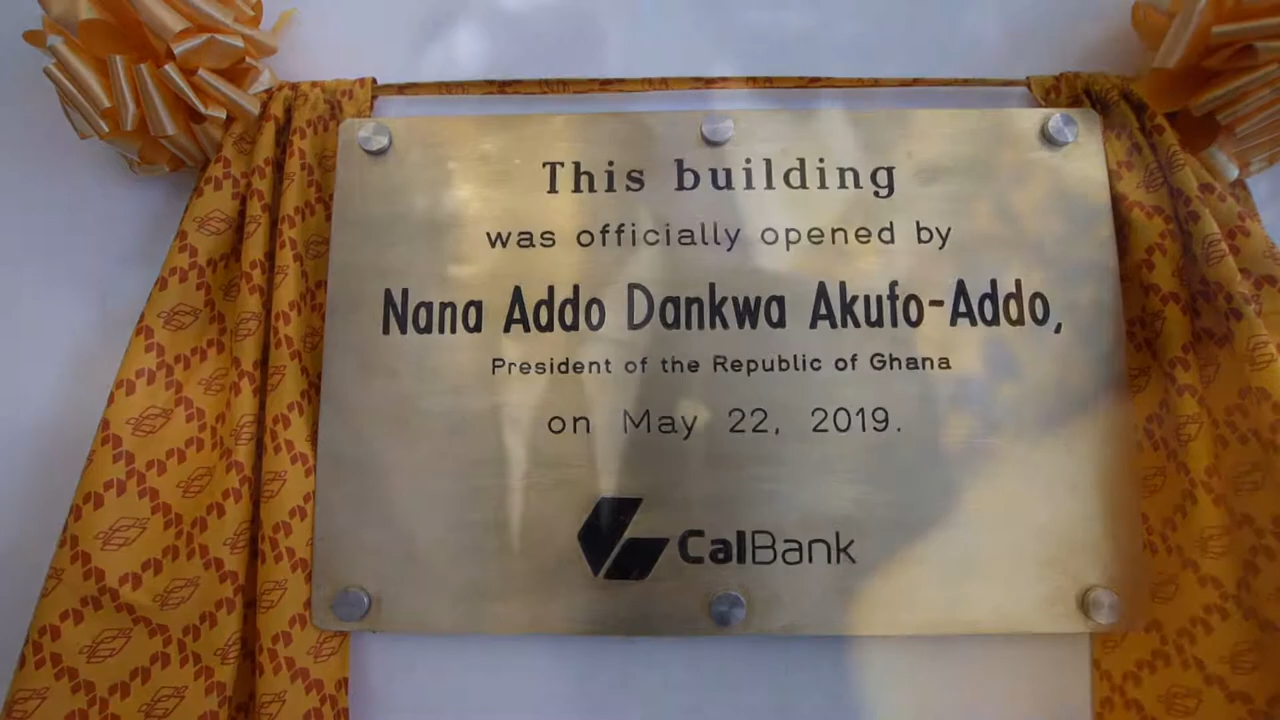 This building
was officially opened by
Nana Addo Dankwa Akufo-Addo,
President of the Republic of Ghana
on May 22, 2019.
CalBank